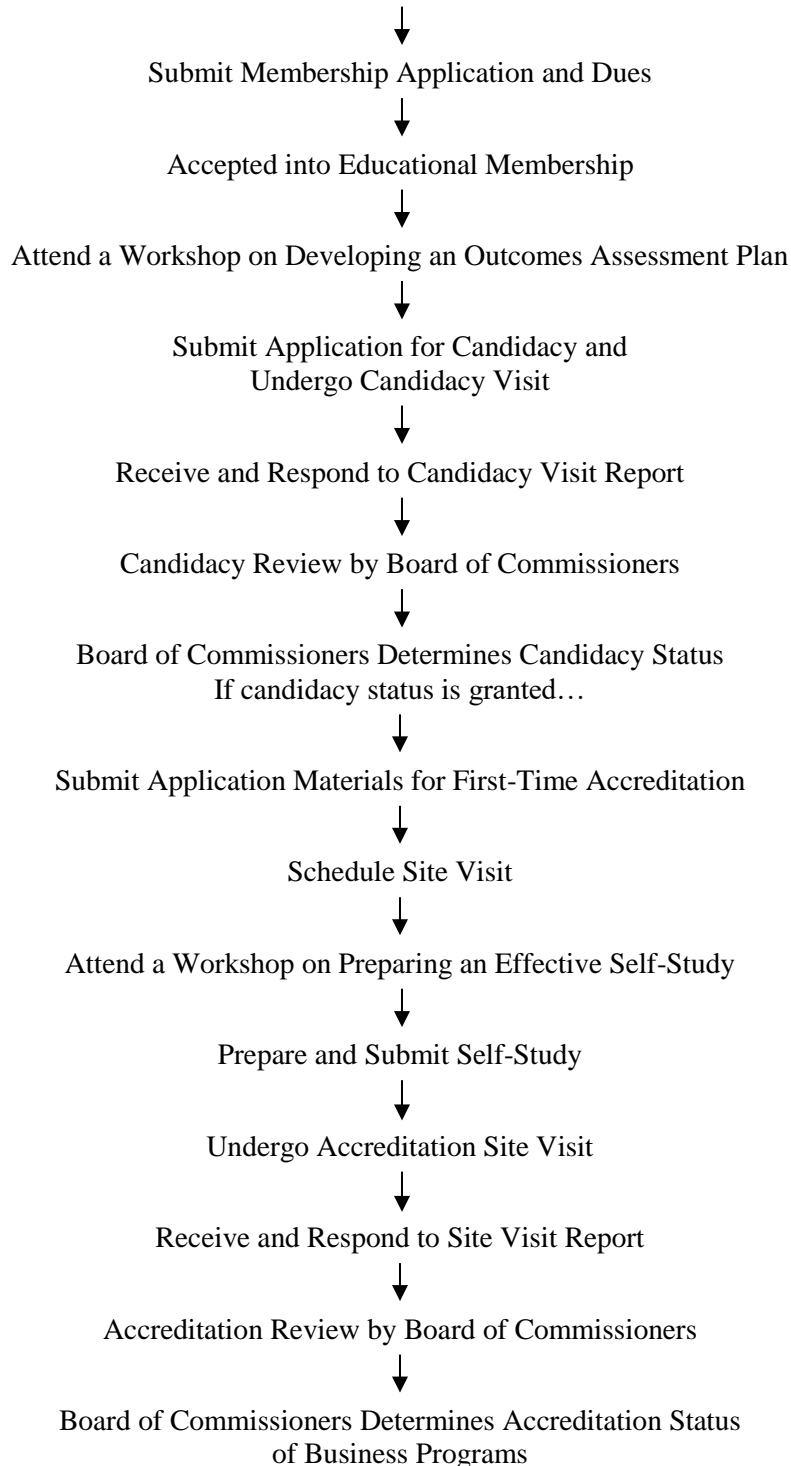 Submit Membership Application and Dues
Accepted into Educational Membership
Attend a Workshop on Developing an Outcomes Assessment Plan
Submit Application for Candidacy and
Undergo Candidacy Visit
Receive and Respond to Candidacy Visit Report
Candidacy Review by Board of Commissioners
Board of Commissioners Determines Candidacy Status
If candidacy status is granted…
Submit Application Materials for First-Time Accreditation
Schedule Site Visit
Attend a Workshop on Preparing an Effective Self-Study
Prepare and Submit Self-Study
Undergo Accreditation Site Visit
Receive and Respond to Site Visit Report
Accreditation Review by Board of Commissioners
Board of Commissioners Determines Accreditation Status
of Business Programs